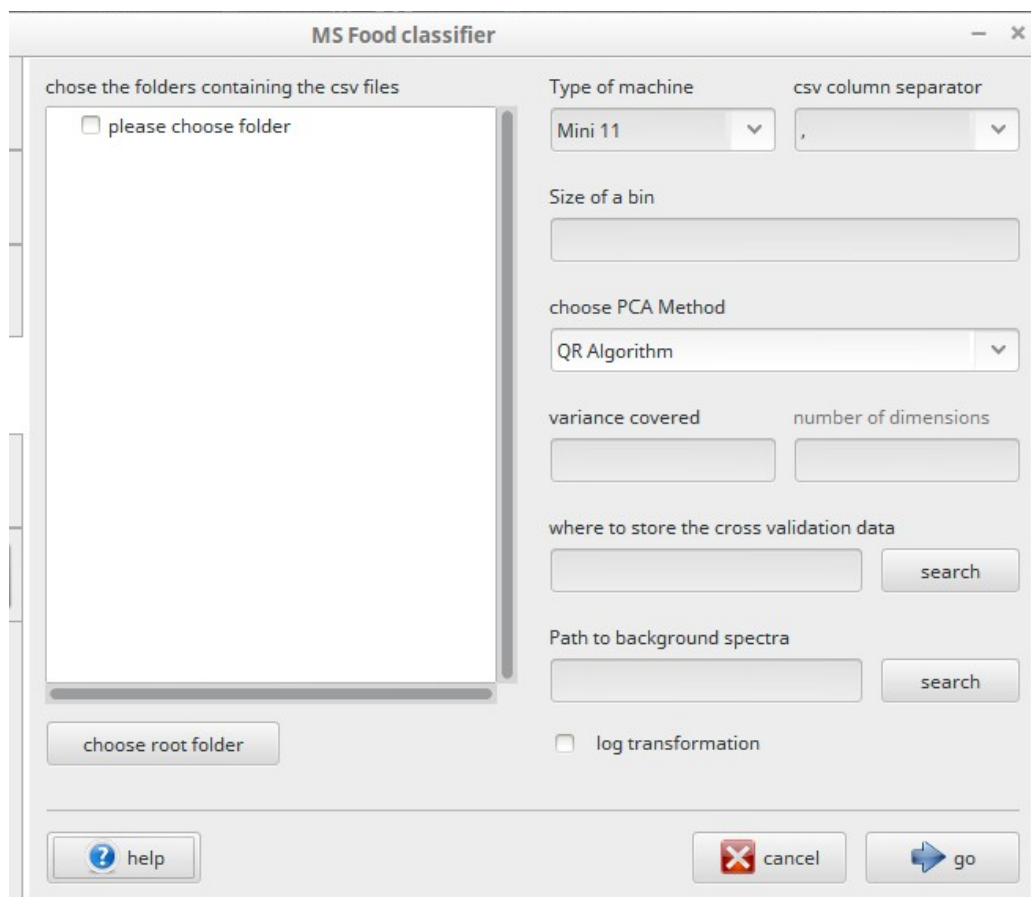 MS Food classifier
chose the folders containing the csv files
please choose folder
choose root folder
Type of machine
csv column separator
Mini 11
,
Size of a bin
choose PCA Method
QR Algorithm
variance covered
number of dimensions
where to store the cross validation data
search
Path to background spectra
search
log transformation
help
cancel
go